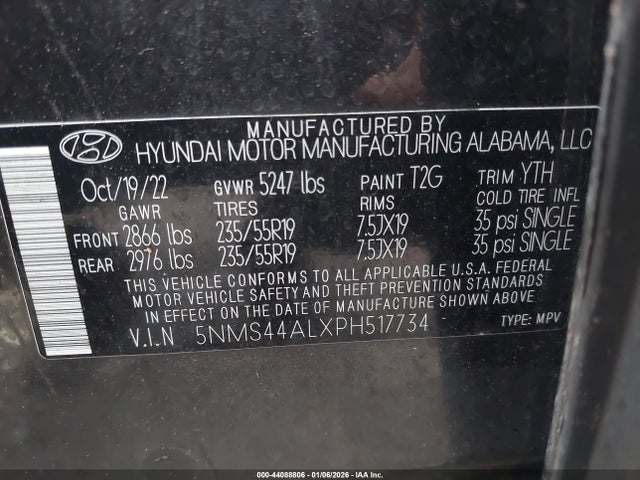 MANUFACTURED BY
HYUNDAI MOTOR MANUFACTURING ALABAMA, LLC
Oct/19/22 GVWR 5247 lbs PAINT T2G TRIM YTH
GAWR TIRES RIMS COLD TIRE INFL
FRONT 2866 lbs 235/55R19 7.5JX19 35 psi SINGLE
REAR 2976 lbs 235/55R19 7.5JX19 35 psi SINGLE
THIS VEHICLE CONFORMS TO ALL APPLICABLE U.S.A. FEDERAL
MOTOR VEHICLE SAFETY AND THEFT PREVENTION STANDARDS
IN EFFECT ON THE DATE OF MANUFACTURE SHOWN ABOVE.
V.I.N 5NMS44ALXPH517734 TYPE: MPV
000-44088806 - 01/06/2026 - IAA Inc.